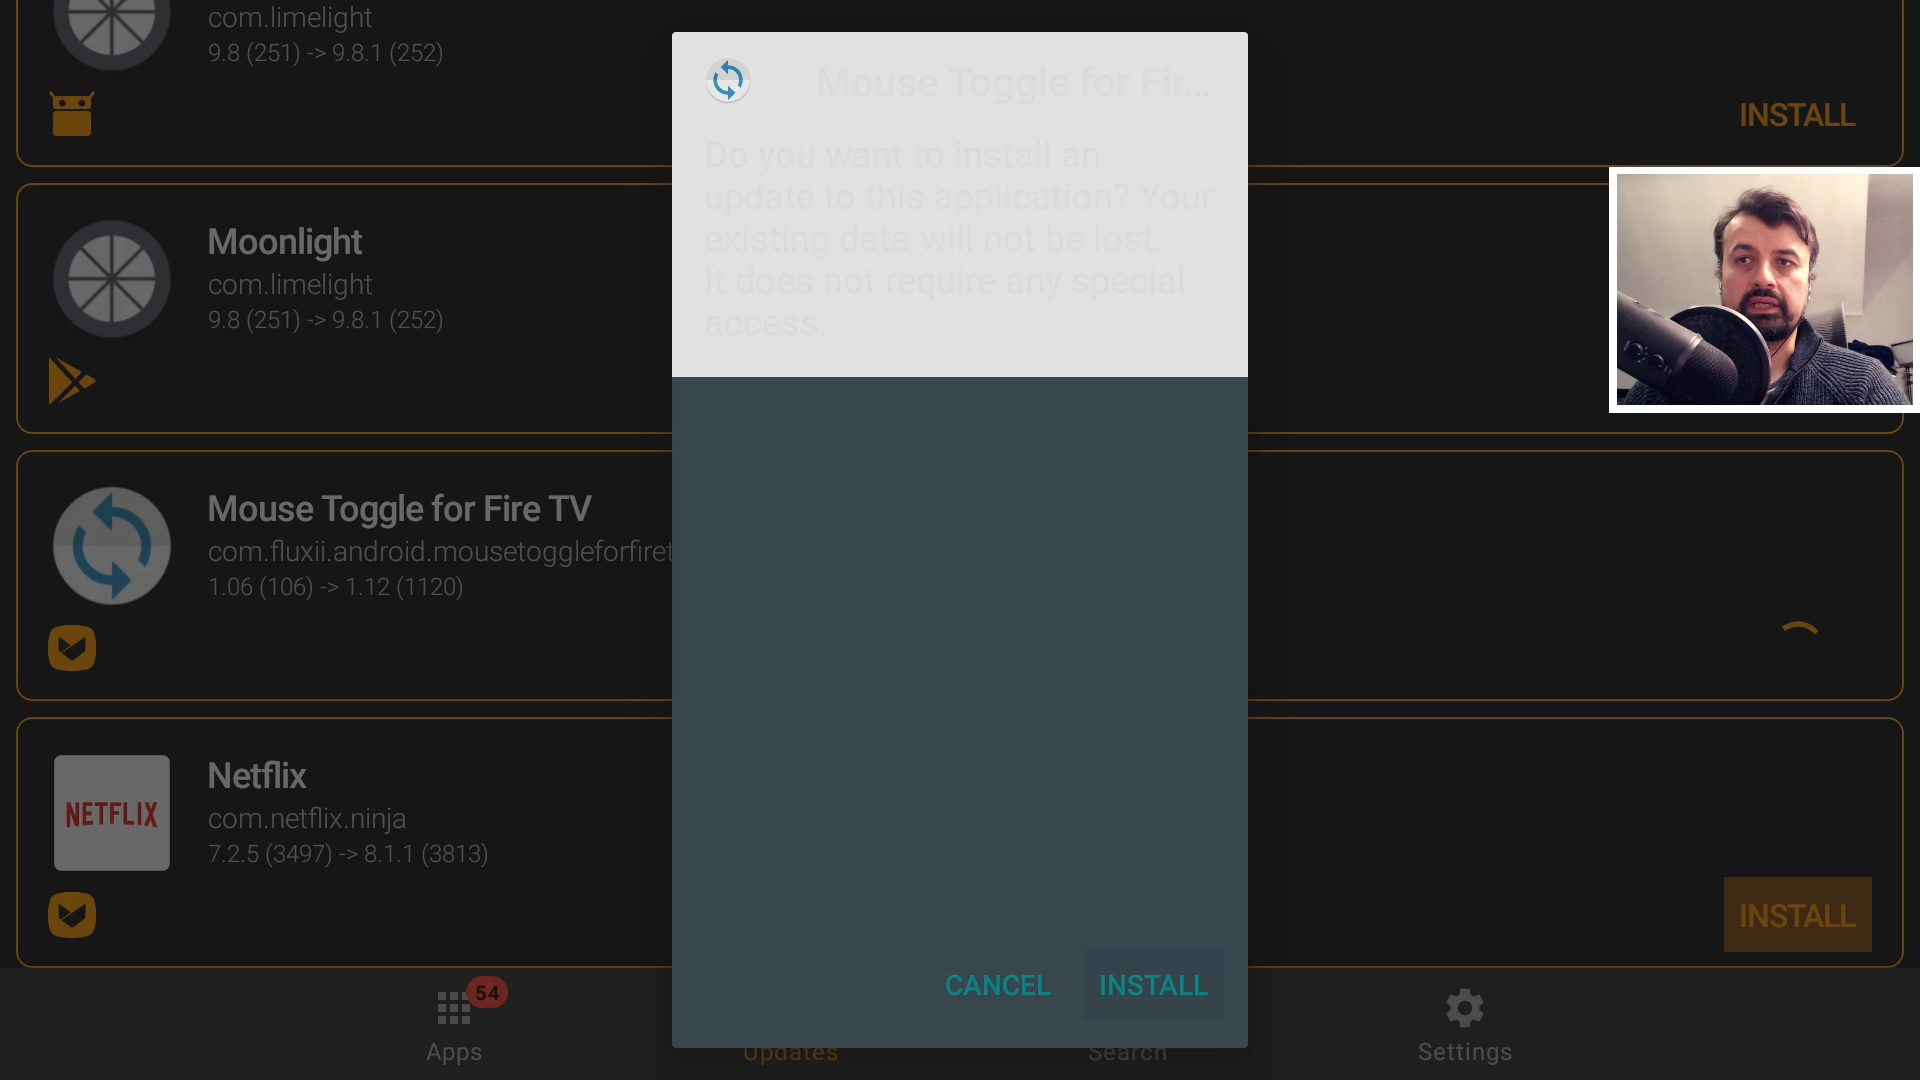 com.limelight
9.8 (251) -> 9.8.1 (252)
INSTALL
Moonlight
com.limelight
9.8 (251) -> 9.8.1 (252)
Mouse Toggle for Fire TV
com.fluxii.android.mousetoggleforfiret
1.06 (106) -> 1.12 (1120)
NETFLIX
Netflix
com.netflix.ninja
7.2.5 (3497) -> 8.1.1 (3813)
INSTALL
Mouse Toggle for Fir...
Do you want to install an
update to this application? Your
existing data will not be lost.
It does not require any special
access.
CANCEL INSTALL
54
Apps
Updates
Search
Settings